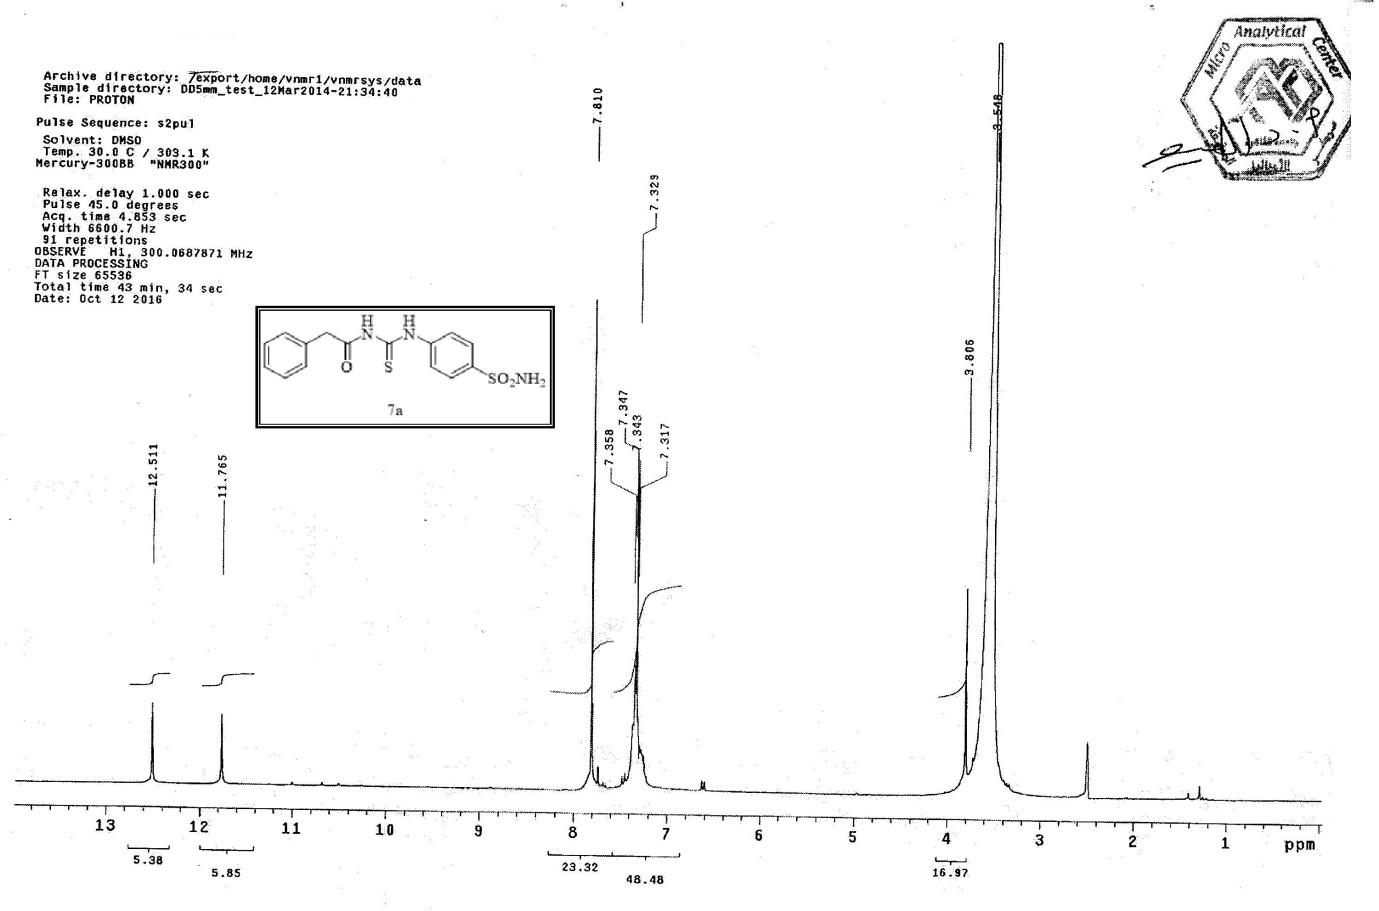 Archive directory: /export/home/vnmr1/vnmrsys/data
Sample directory: DD5mm_test_12Mar2014-21:34:40
File: PROTON
Pulse Sequence: s2pul
Solvent: DMSO
Temp. 30.0 C / 303.1 K
Mercury-300BB "NMR300"
Relax. delay 1.000 sec
Pulse 45.0 degrees
Acq. time 4.853 sec
Width 6600.7 Hz
91 repetitions
OBSERVE H1, 300.0687871 MHz
DATA PROCESSING
FT size 65536
Total time 43 min, 34 sec
Date: Oct 12 2016
Micro Analytical Center
H
N
H
N
O
S
SO2NH2
7a
12.511
11.765
7.810
7.358
7.347
7.343
7.329
7.317
3.806
3.548
13 12 11 10 9 8 7 6 5 4 3 2 1 ppm
5.38
5.85
23.32
48.48
16.97